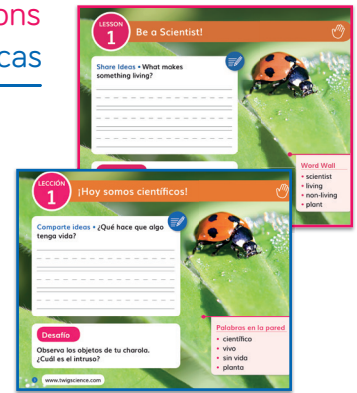 ons
cas
LESSON
1
Be a Scientist!
Share Ideas • What makes
something living?
Word Wall
• scientist
• living
• non-living
• plant
LECCIÓN
1
¡Hoy somos científicos!
Comparte ideas • ¿Qué hace que algo
tenga vida?
Desafío
Observa los objetos de tu charola.
¿Cuál es el intruso?
Palabras en la pared
• científico
• vivo
• sin vida
• planta
www.twigscience.com